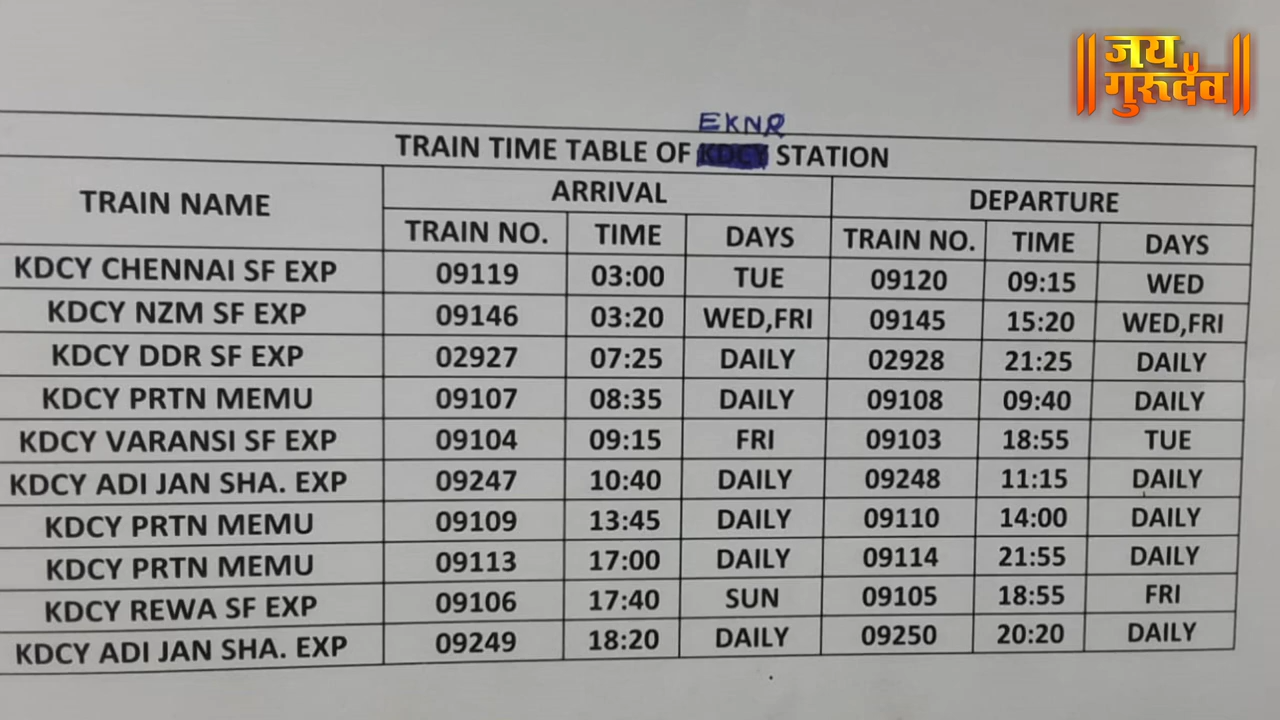 || जय गुरूदेव ||
EKNR
TRAIN TIME TABLE OF KDCY STATION
TRAIN NAME ARRIVAL DEPARTURE
TRAIN NO. TIME DAYS TRAIN NO. TIME DAYS
KDCY CHENNAI SF EXP 09119 03:00 TUE 09120 09:15 WED
KDCY NZM SF EXP 09146 03:20 WED,FRI 09145 15:20 WED,FRI
KDCY DDR SF EXP 02927 07:25 DAILY 02928 21:25 DAILY
KDCY PRTN MEMU 09107 08:35 DAILY 09108 09:40 DAILY
KDCY VARANSI SF EXP 09104 09:15 FRI 09103 18:55 TUE
KDCY ADI JAN SHA. EXP 09247 10:40 DAILY 09248 11:15 DAILY
KDCY PRTN MEMU 09109 13:45 DAILY 09110 14:00 DAILY
KDCY PRTN MEMU 09113 17:00 DAILY 09114 21:55 DAILY
KDCY REWA SF EXP 09106 17:40 SUN 09105 18:55 FRI
KDCY ADI JAN SHA. EXP 09249 18:20 DAILY 09250 20:20 DAILY